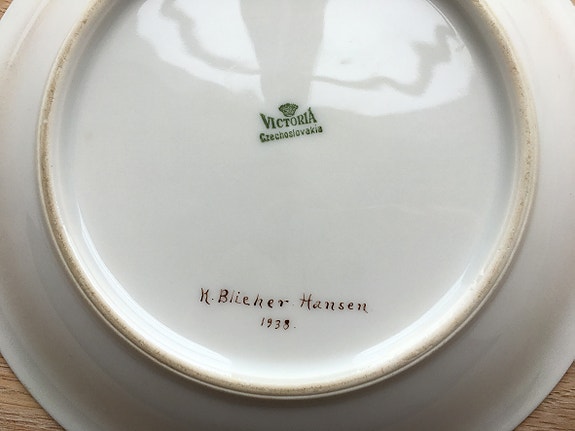 VICTORIA
Czechoslovakia
K. Blicher Hansen
1938.